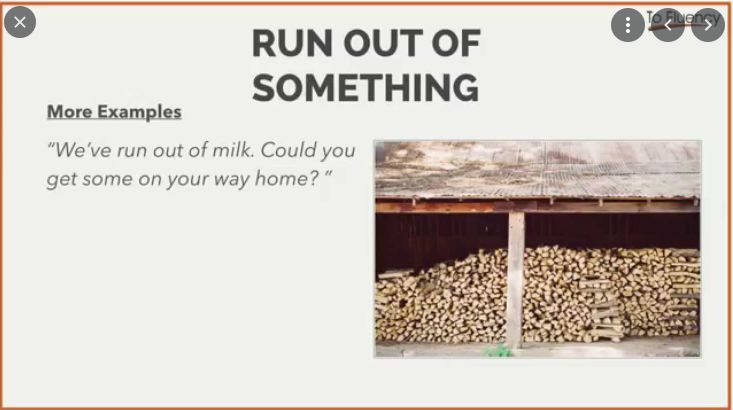 To Fluency
RUN OUT OF
SOMETHING
More Examples
“We’ve run out of milk. Could you
get some on your way home? ”